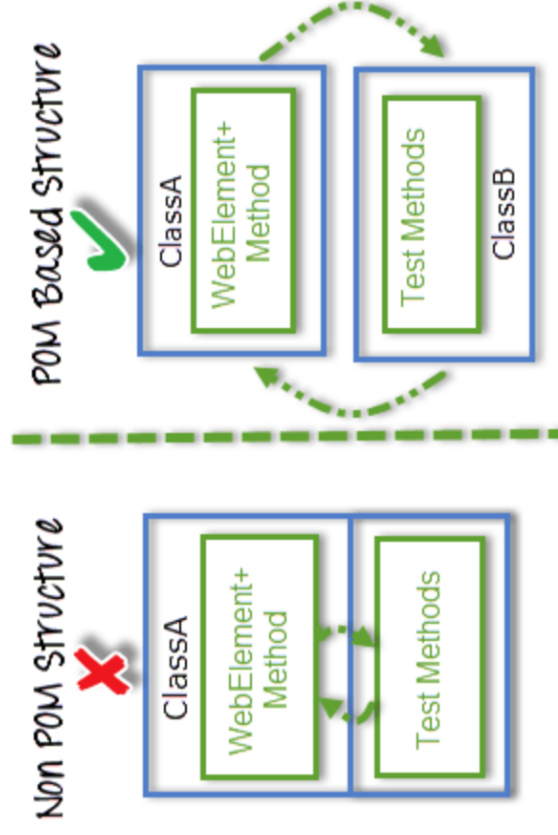 Non POM Structure
ClassA
WebElement+
Method
Test Methods
POM Based Structure
ClassA
WebElement+
Method
Test Methods
ClassB